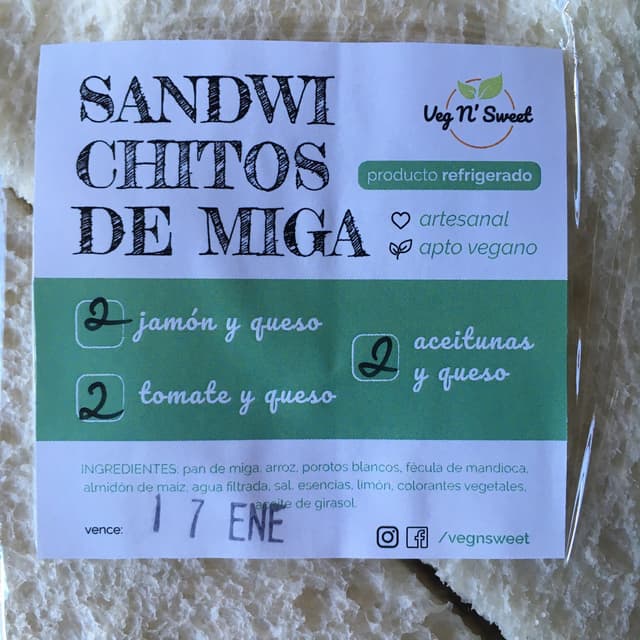 SANDWI
CHITOS
DE MIGA
Veg N' Sweet
producto refrigerado
artesanal
apto vegano
2 jamón y queso
2 tomate y queso
2 aceitunas
y queso
INGREDIENTES: pan de miga, arroz, porotos blancos, fécula de mandioca,
almidón de maíz, agua filtrada, sal, esencias, limón, colorantes vegetales,
aceite de girasol.
vence: 17 ENE
/vegnsweet